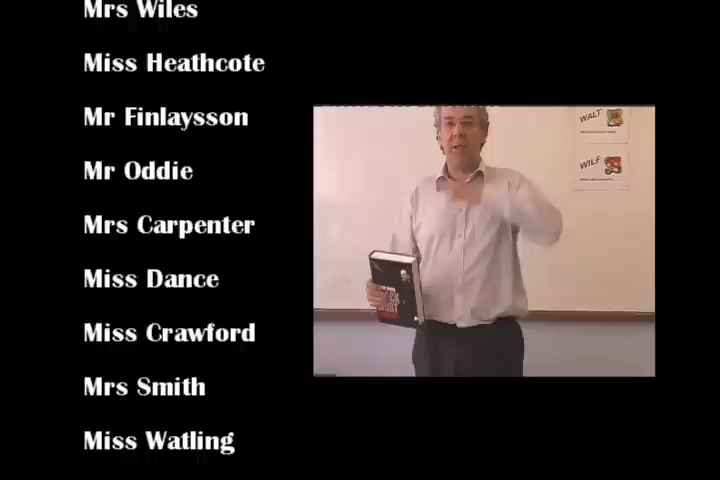 Mrs Wiles
Miss Heathcote
Mr Finlaysson
Mr Oddie
Mrs Carpenter
Miss Dance
Miss Crawford
Mrs Smith
Miss Watling
WALT
WILF